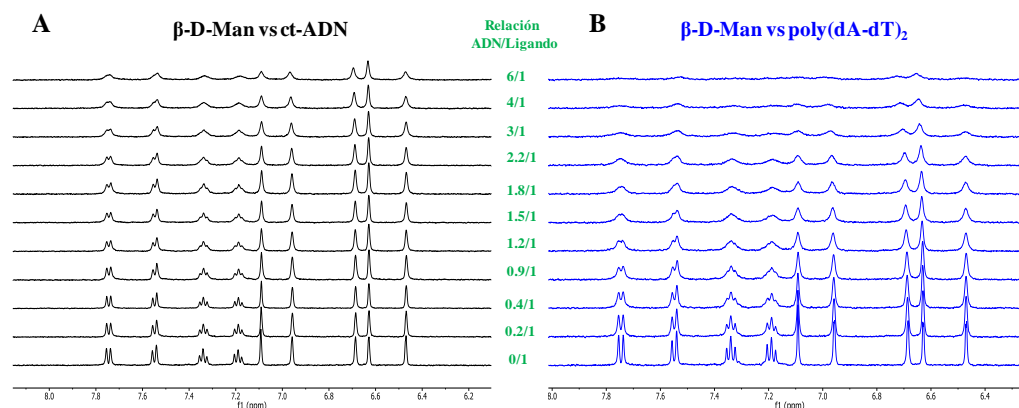 A
β-D-Man vs ct-ADN
Relación
ADN/Ligando
B
β-D-Man vs poly(dA-dT)₂
6/1
4/1
3/1
2.2/1
1.8/1
1.5/1
1.2/1
0.9/1
0.4/1
0.2/1
0/1
8.0 7.8 7.6 7.4 7.2 7.0 6.8 6.6 6.4 6.2
f1 (ppm)
8.0 7.8 7.6 7.4 7.2 7.0 6.8 6.6 6.4
f1 (ppm)